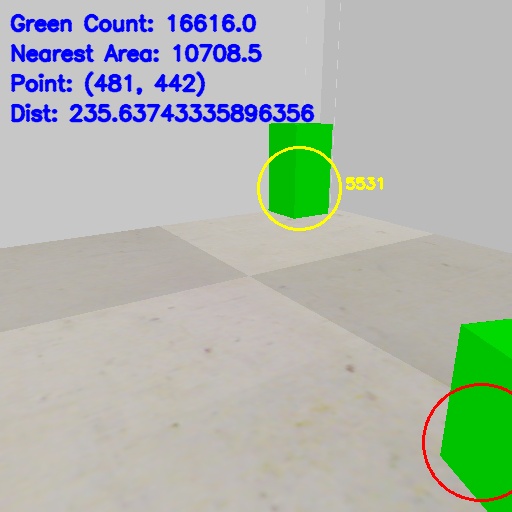 Green Count: 16616.0
Nearest Area: 10708.5
Point: (481, 442)
Dist: 235.63743335896356
5531